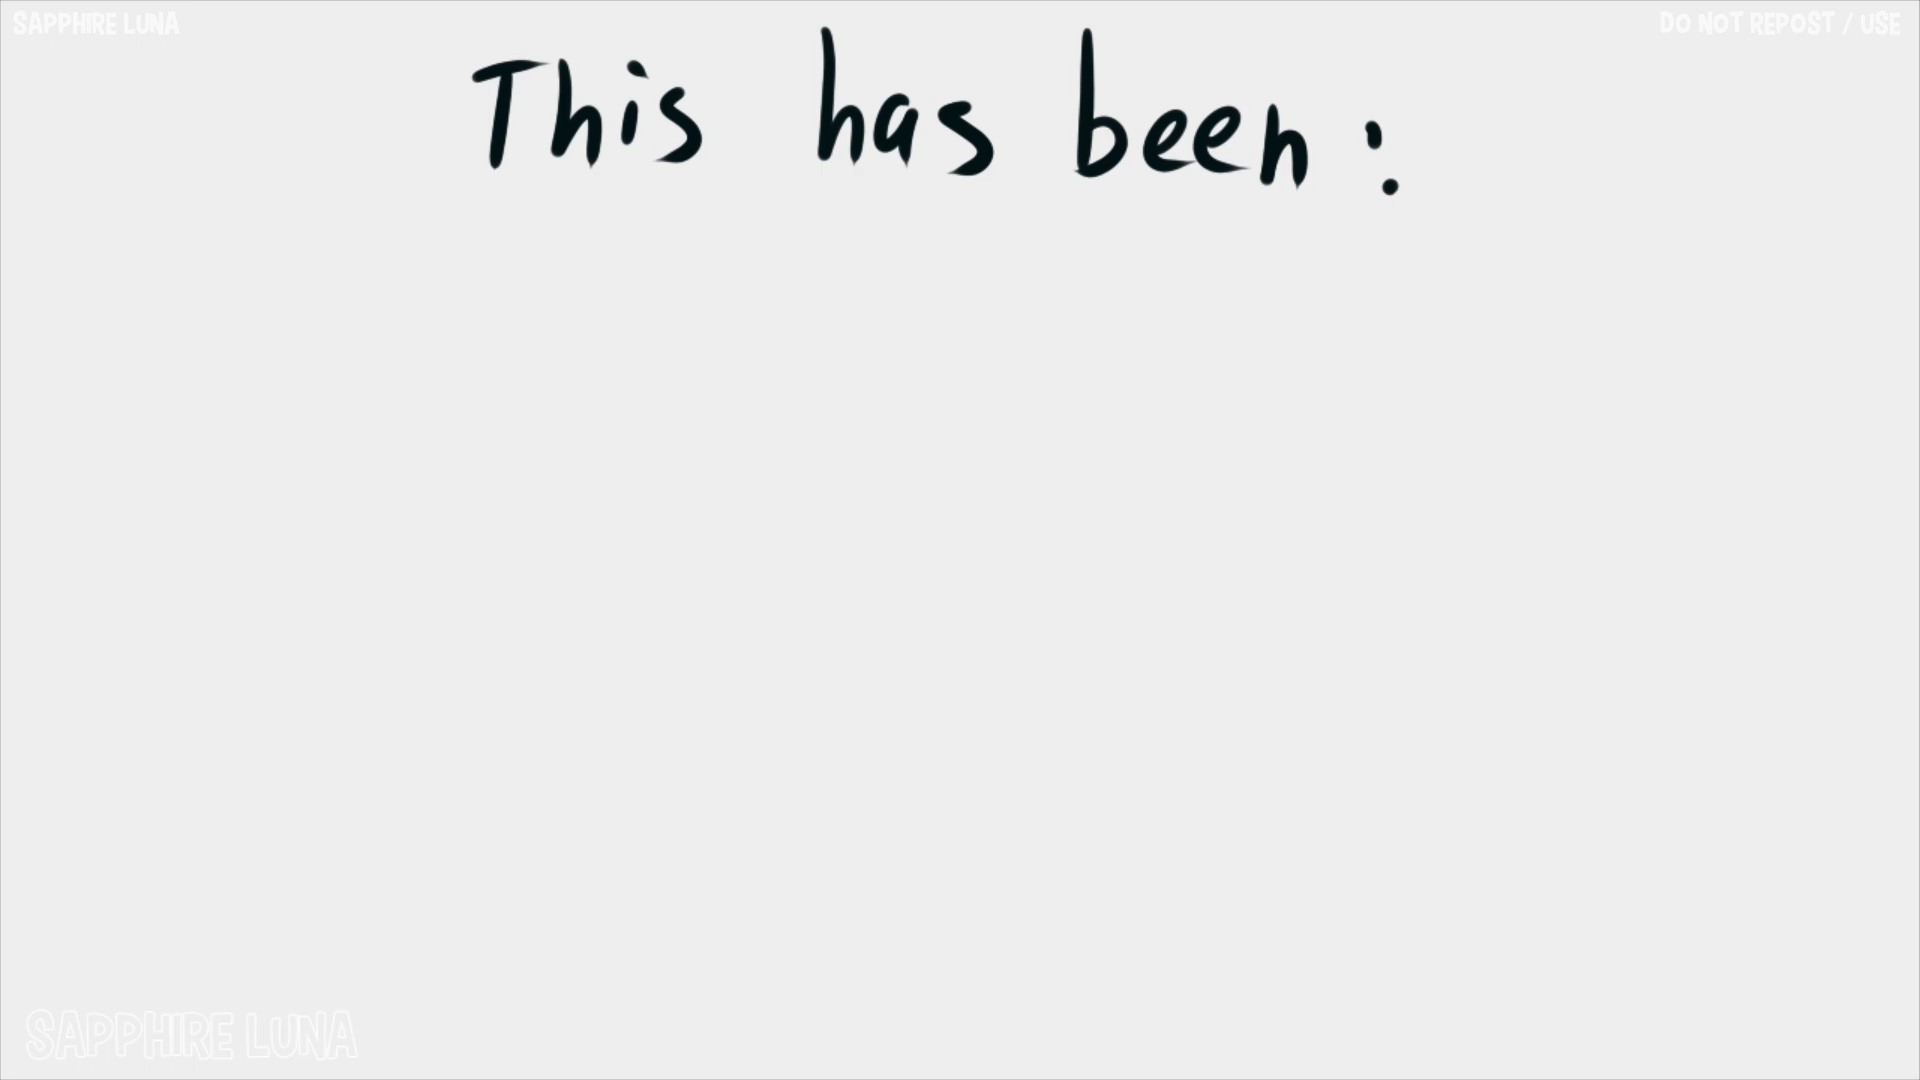 SAPPHIRE LUNA
DO NOT REPOST / USE
This has been:
SAPPHIRE LUNA